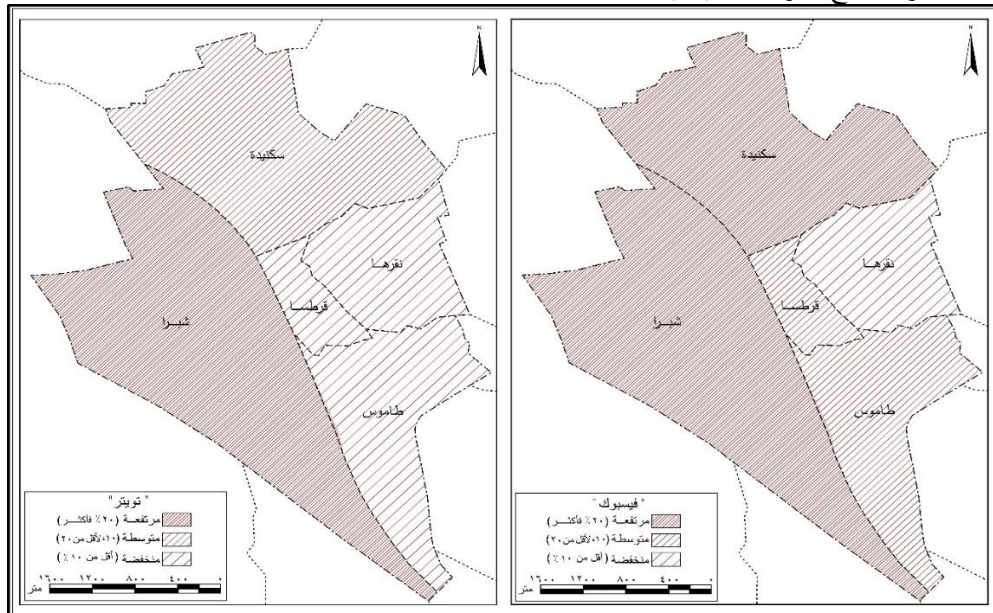 N
سكنيدة
نقرها
قرطسا
شبرا
طاموس
" تويتر "
مرتفعة (٢٠٪ فأكثر)
متوسطة (١٠،لأقل من ٢٠)
منخفضة (أقل من ١٠٪)
١٦٠٠ ١٢٠٠ ٨٠٠ ٤٠٠ ٠
متر
N
سكنيدة
نقرها
قرطسا
شبرا
طاموس
" فيسبوك "
مرتفعة (٢٠٪ فأكثر)
متوسطة (١٠،لأقل من ٢٠)
منخفضة (أقل من ١٠٪)
١٦٠٠ ١٢٠٠ ٨٠٠ ٤٠٠ ٠
متر